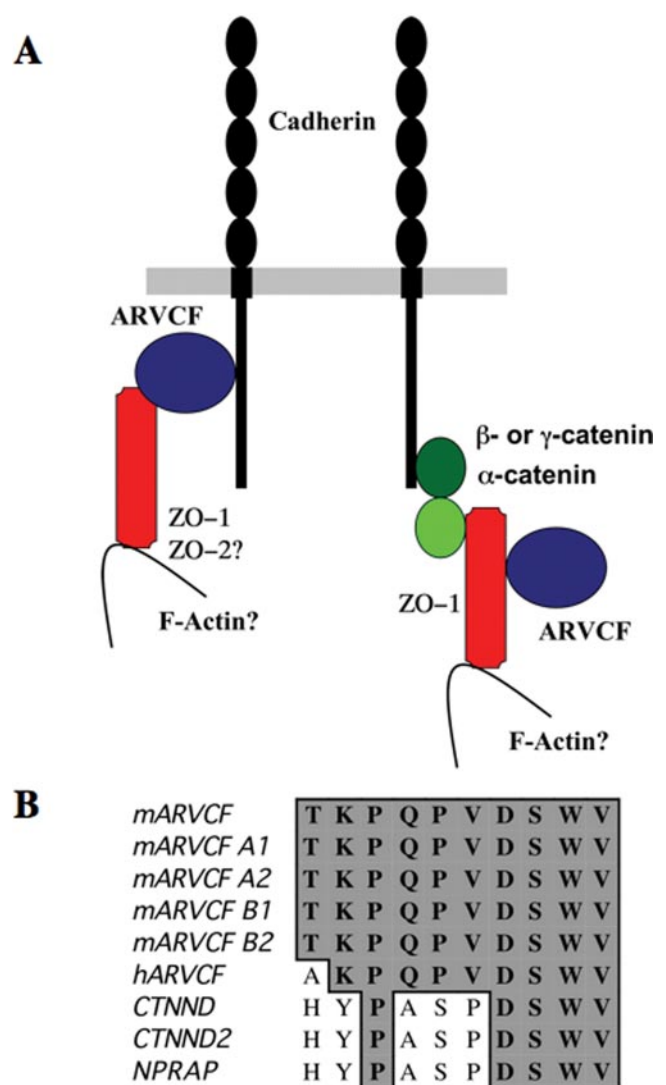 A
Cadherin
ARVCF
β- or γ-catenin
α-catenin
ZO-1
ZO-2?
ZO-1
ARVCF
F-Actin?
F-Actin?
B
mARVCF T K P Q P V D S W V
mARVCF A1 T K P Q P V D S W V
mARVCF A2 T K P Q P V D S W V
mARVCF B1 T K P Q P V D S W V
mARVCF B2 T K P Q P V D S W V
hARVCF A K P Q P V D S W V
CTNND H Y P A S P D S W V
CTNND2 H Y P A S P D S W V
NPRAP H Y P A S P D S W V